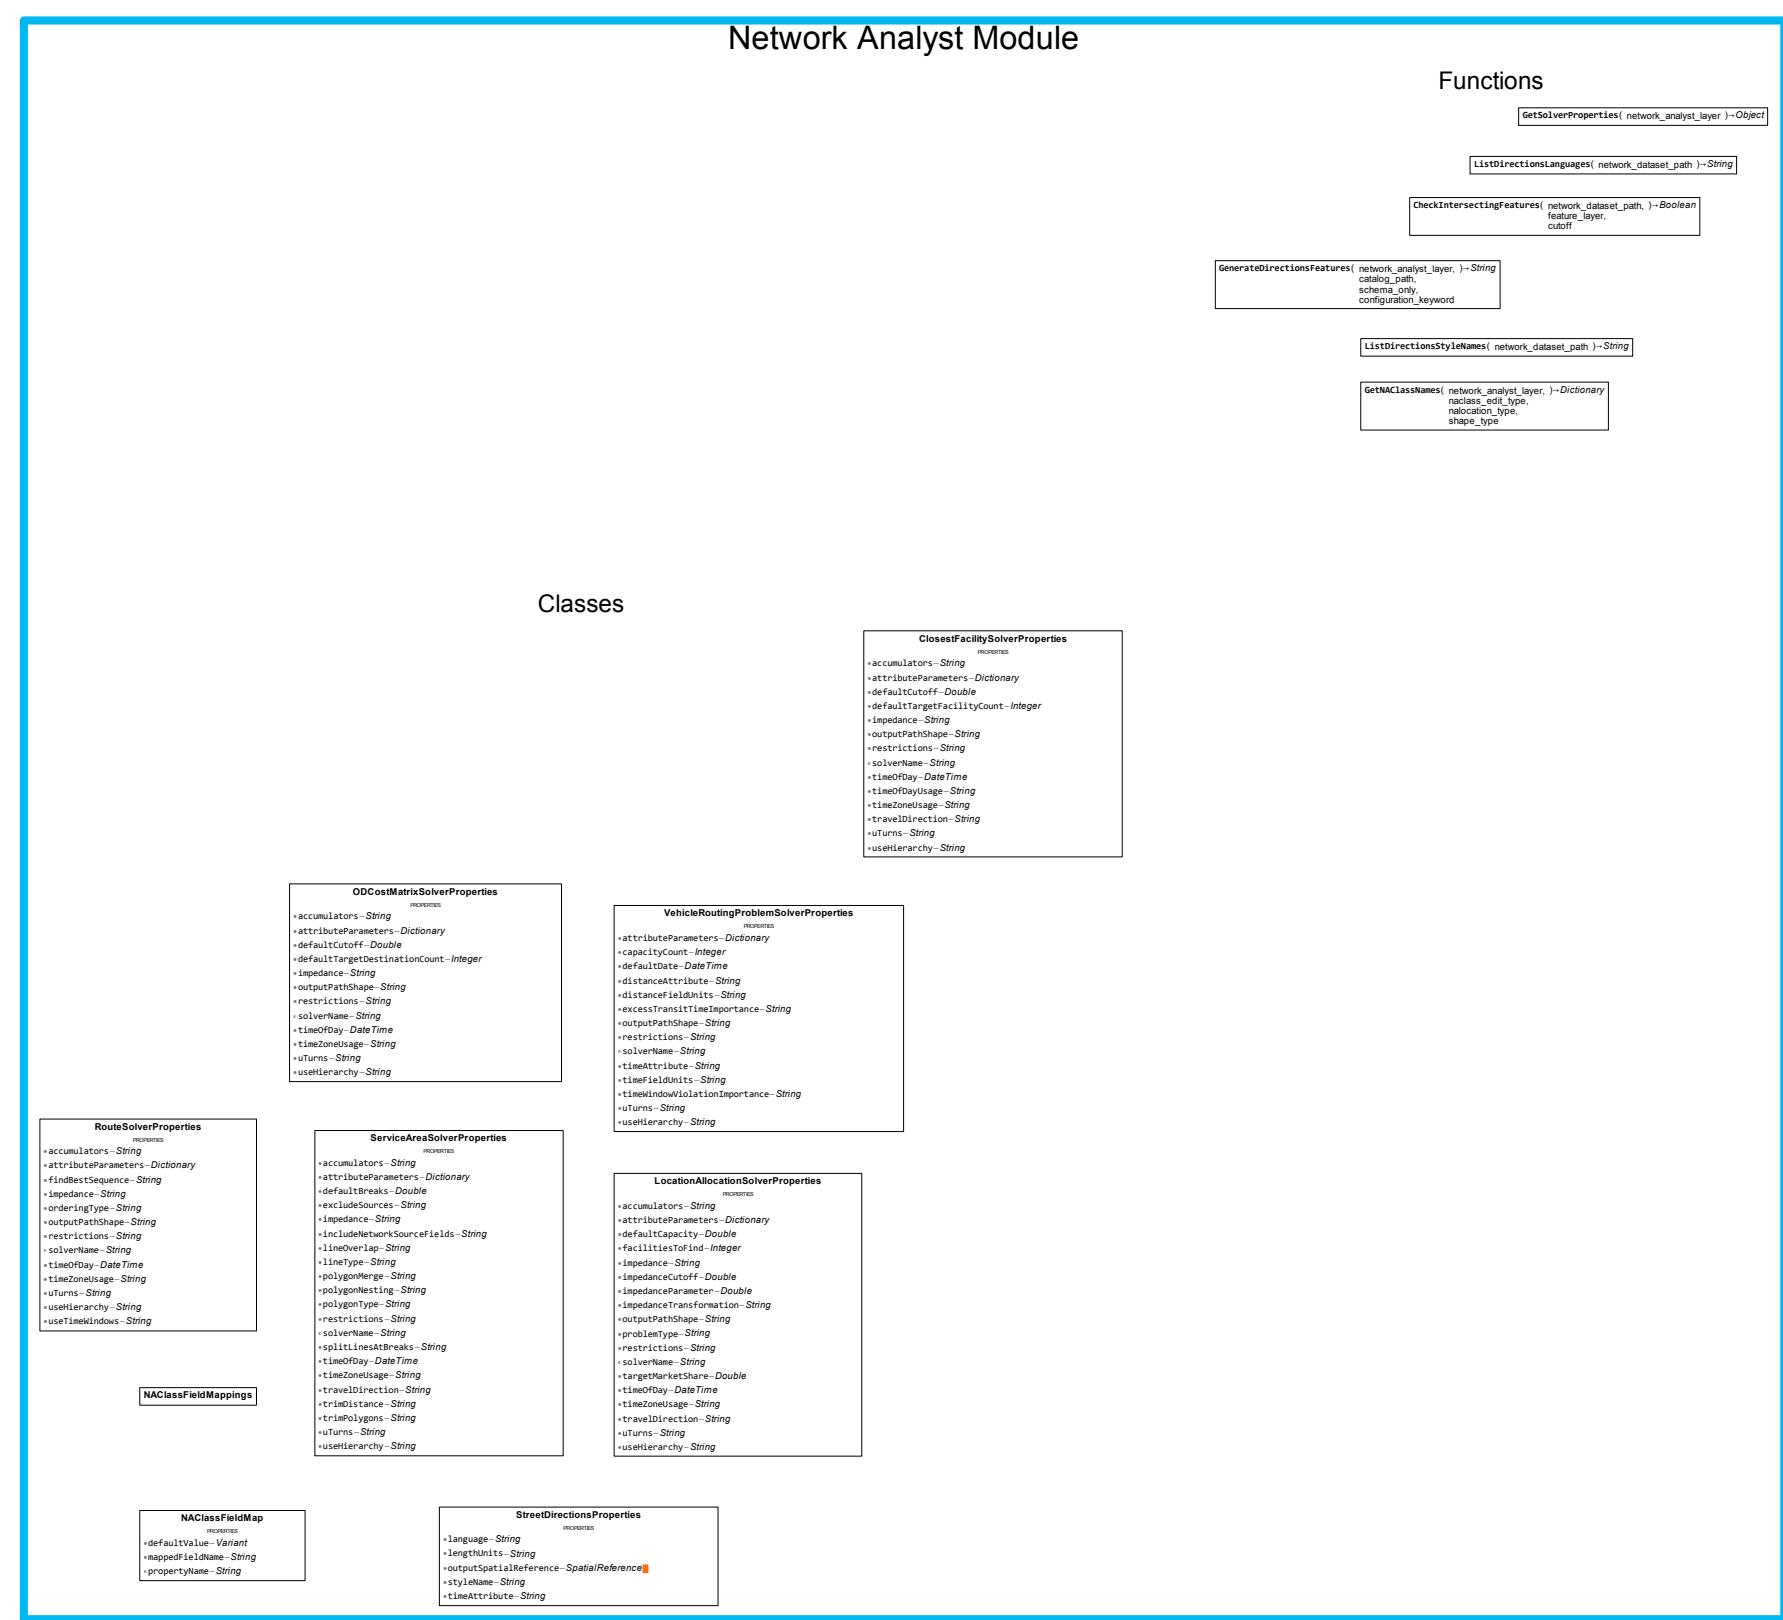 Network Analyst Module
Functions
GetSolverProperties( network_analyst_layer )→Object
ListDirectionsLanguages( network_dataset_path )→String
CheckIntersectingFeatures( network_dataset_path, )→Boolean
feature_layer,
cutoff
GenerateDirectionsFeatures( network_analyst_layer, )→String
catalog_path,
schema_only,
configuration_keyword
ListDirectionsStyleNames( network_dataset_path )→String
GetNAClassNames( network_analyst_layer, )→Dictionary
naclass_edit_type,
nalocation_type,
shape_type
Classes
ClosestFacilitySolverProperties
PROPERTIES
accumulators–String
attributeParameters–Dictionary
defaultCutoff–Double
defaultTargetFacilityCount–Integer
impedance–String
outputPathShape–String
restrictions–String
solverName–String
timeOfDay–DateTime
timeOfDayUsage–String
timeZoneUsage–String
travelDirection–String
uTurns–String
useHierarchy–String
ODCostMatrixSolverProperties
PROPERTIES
accumulators–String
attributeParameters–Dictionary
defaultCutoff–Double
defaultTargetDestinationCount–Integer
impedance–String
outputPathShape–String
restrictions–String
solverName–String
timeOfDay–DateTime
timeZoneUsage–String
uTurns–String
useHierarchy–String
VehicleRoutingProblemSolverProperties
PROPERTIES
attributeParameters–Dictionary
capacityCount–Integer
defaultDate–DateTime
distanceAttribute–String
distanceFieldUnits–String
excessTransitTimeImportance–String
outputPathShape–String
restrictions–String
solverName–String
timeAttribute–String
timeFieldUnits–String
timeWindowViolationImportance–String
uTurns–String
useHierarchy–String
RouteSolverProperties
PROPERTIES
accumulators–String
attributeParameters–Dictionary
findBestSequence–String
impedance–String
orderingType–String
outputPathShape–String
restrictions–String
solverName–String
timeOfDay–DateTime
timeZoneUsage–String
uTurns–String
useHierarchy–String
useTimeWindows–String
ServiceAreaSolverProperties
PROPERTIES
accumulators–String
attributeParameters–Dictionary
defaultBreaks–Double
excludeSources–String
impedance–String
includeNetworkSourceFields–String
lineOverlap–String
lineType–String
polygonMerge–String
polygonNesting–String
polygonType–String
restrictions–String
solverName–String
splitLinesAtBreaks–String
timeOfDay–DateTime
timeZoneUsage–String
travelDirection–String
trimDistance–String
trimPolygons–String
uTurns–String
useHierarchy–String
LocationAllocationSolverProperties
PROPERTIES
accumulators–String
attributeParameters–Dictionary
defaultCapacity–Double
facilitiesToFind–Integer
impedance–String
impedanceCutoff–Double
impedanceParameter–Double
impedanceTransformation–String
outputPathShape–String
problemType–String
restrictions–String
solverName–String
targetMarketShare–Double
timeOfDay–DateTime
timeZoneUsage–String
travelDirection–String
uTurns–String
useHierarchy–String
NAClassFieldMappings
NAClassFieldMap
PROPERTIES
defaultValue–Variant
mappedFieldName–String
propertyName–String
StreetDirectionsProperties
PROPERTIES
language–String
lengthUnits–String
outputSpatialReference–SpatialReference
styleName–String
timeAttribute–String